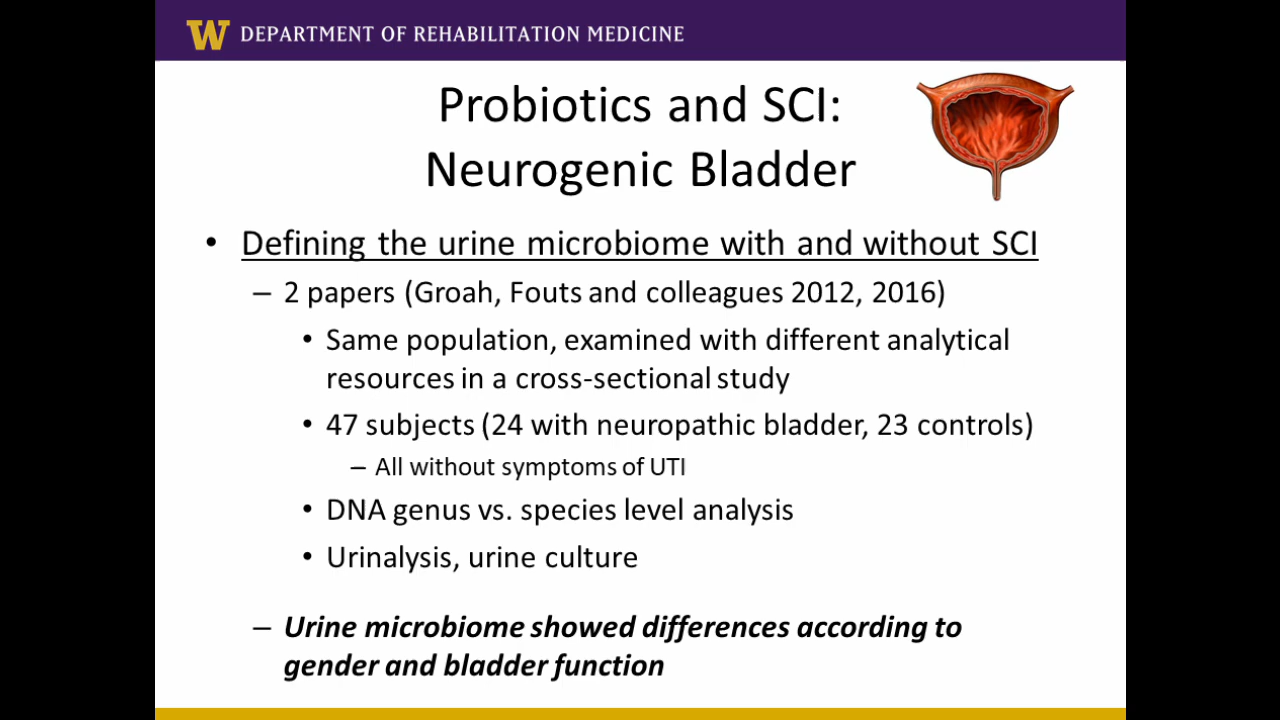 W DEPARTMENT OF REHABILITATION MEDICINE
Probiotics and SCI:
Neurogenic Bladder
• Defining the urine microbiome with and without SCI
– 2 papers (Groah, Fouts and colleagues 2012, 2016)
• Same population, examined with different analytical
resources in a cross-sectional study
• 47 subjects (24 with neuropathic bladder, 23 controls)
– All without symptoms of UTI
• DNA genus vs. species level analysis
• Urinalysis, urine culture
– Urine microbiome showed differences according to
gender and bladder function